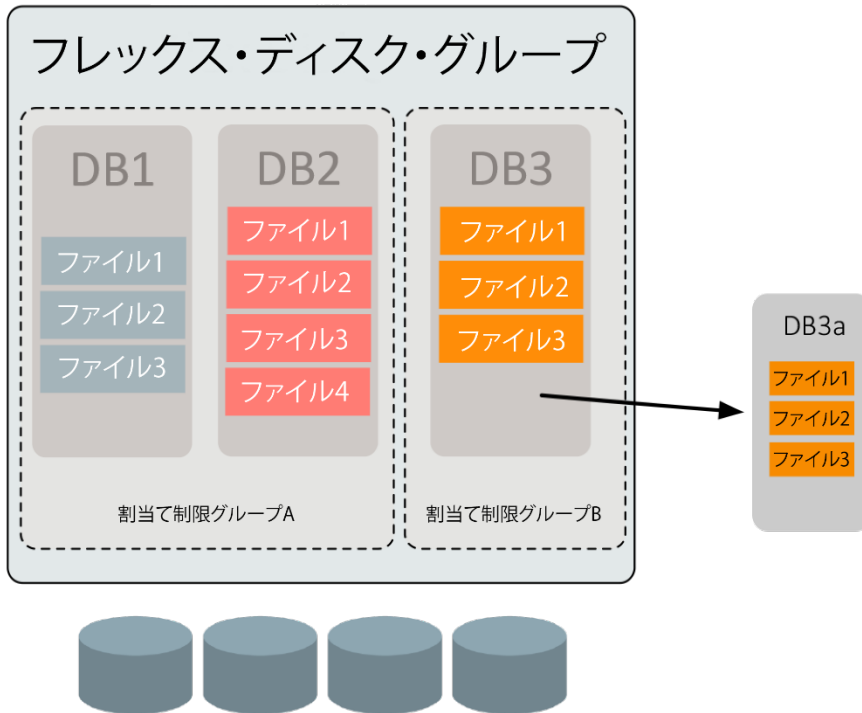 フレックス・ディスク・グループ
DB1
ファイル1
ファイル2
ファイル3
DB2
ファイル1
ファイル2
ファイル3
ファイル4
割当て制限グループA
DB3
ファイル1
ファイル2
ファイル3
割当て制限グループB
DB3a
ファイル1
ファイル2
ファイル3